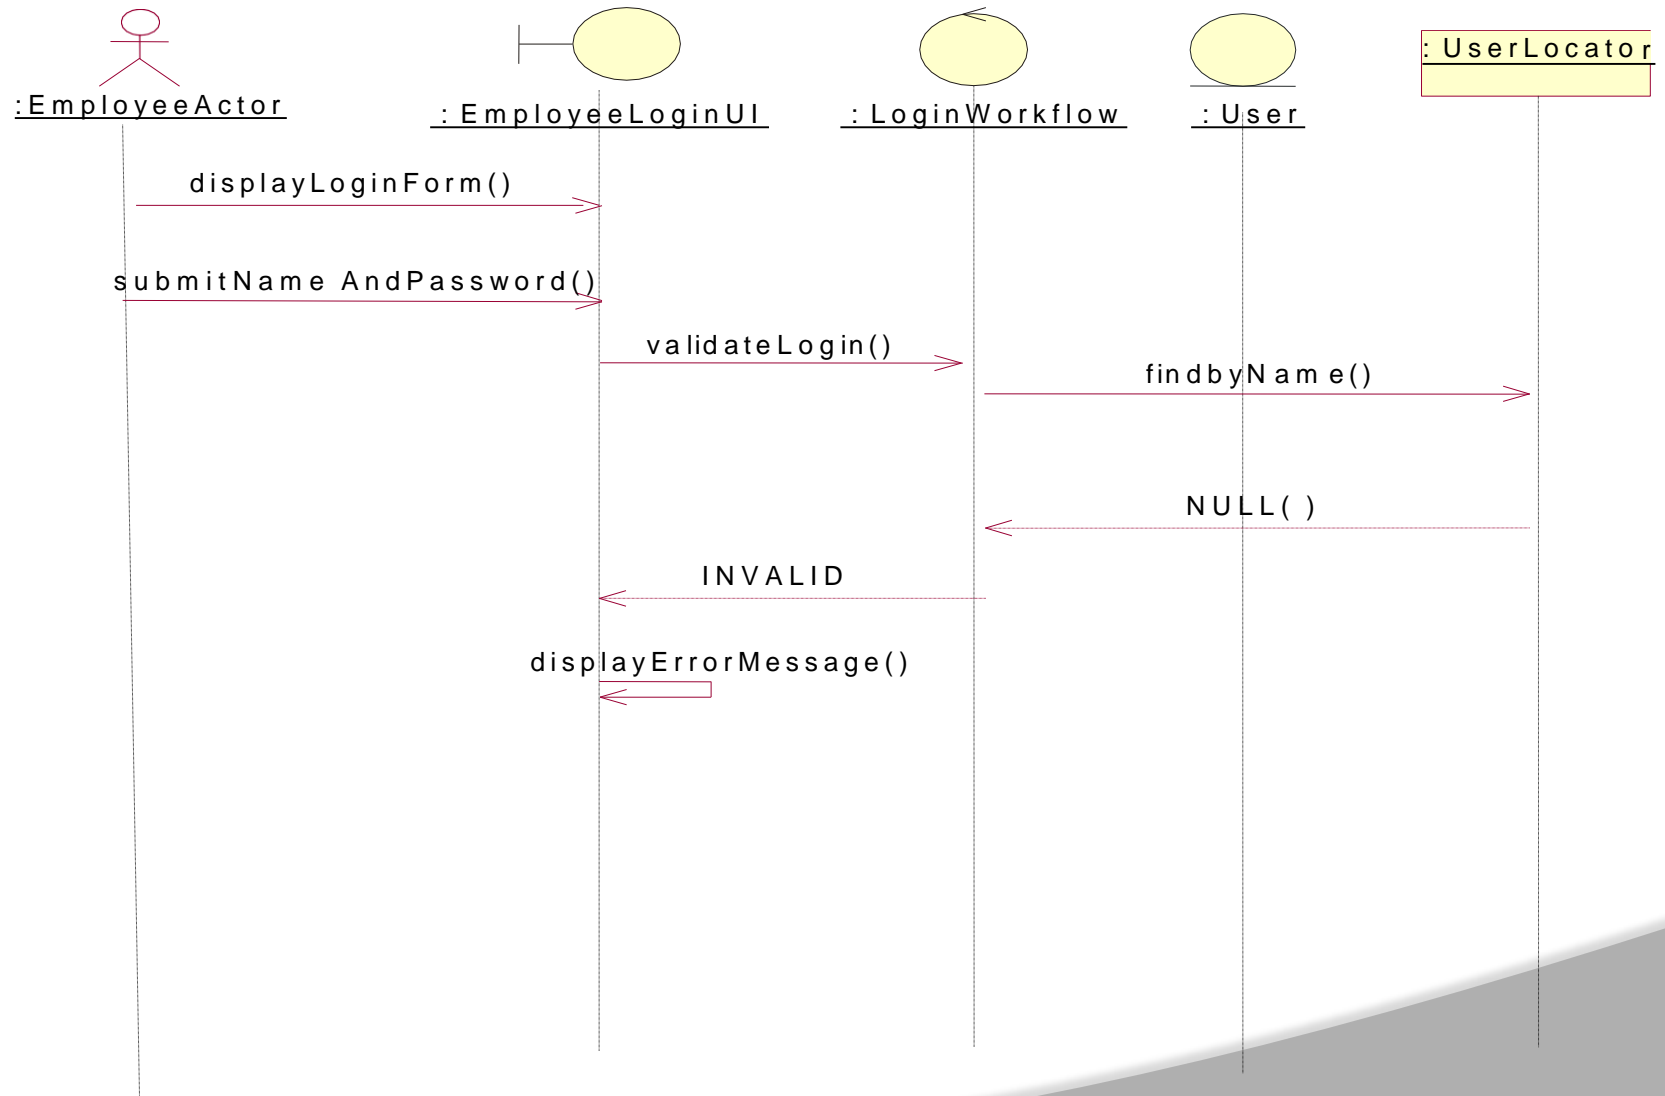 :EmployeeActor
: EmployeeLoginUI
: LoginWorkflow
: User
: UserLocator
displayLoginForm()
submitName AndPassword()
validateLogin()
findbyName()
NULL( )
INVALID
displayErrorMessage()